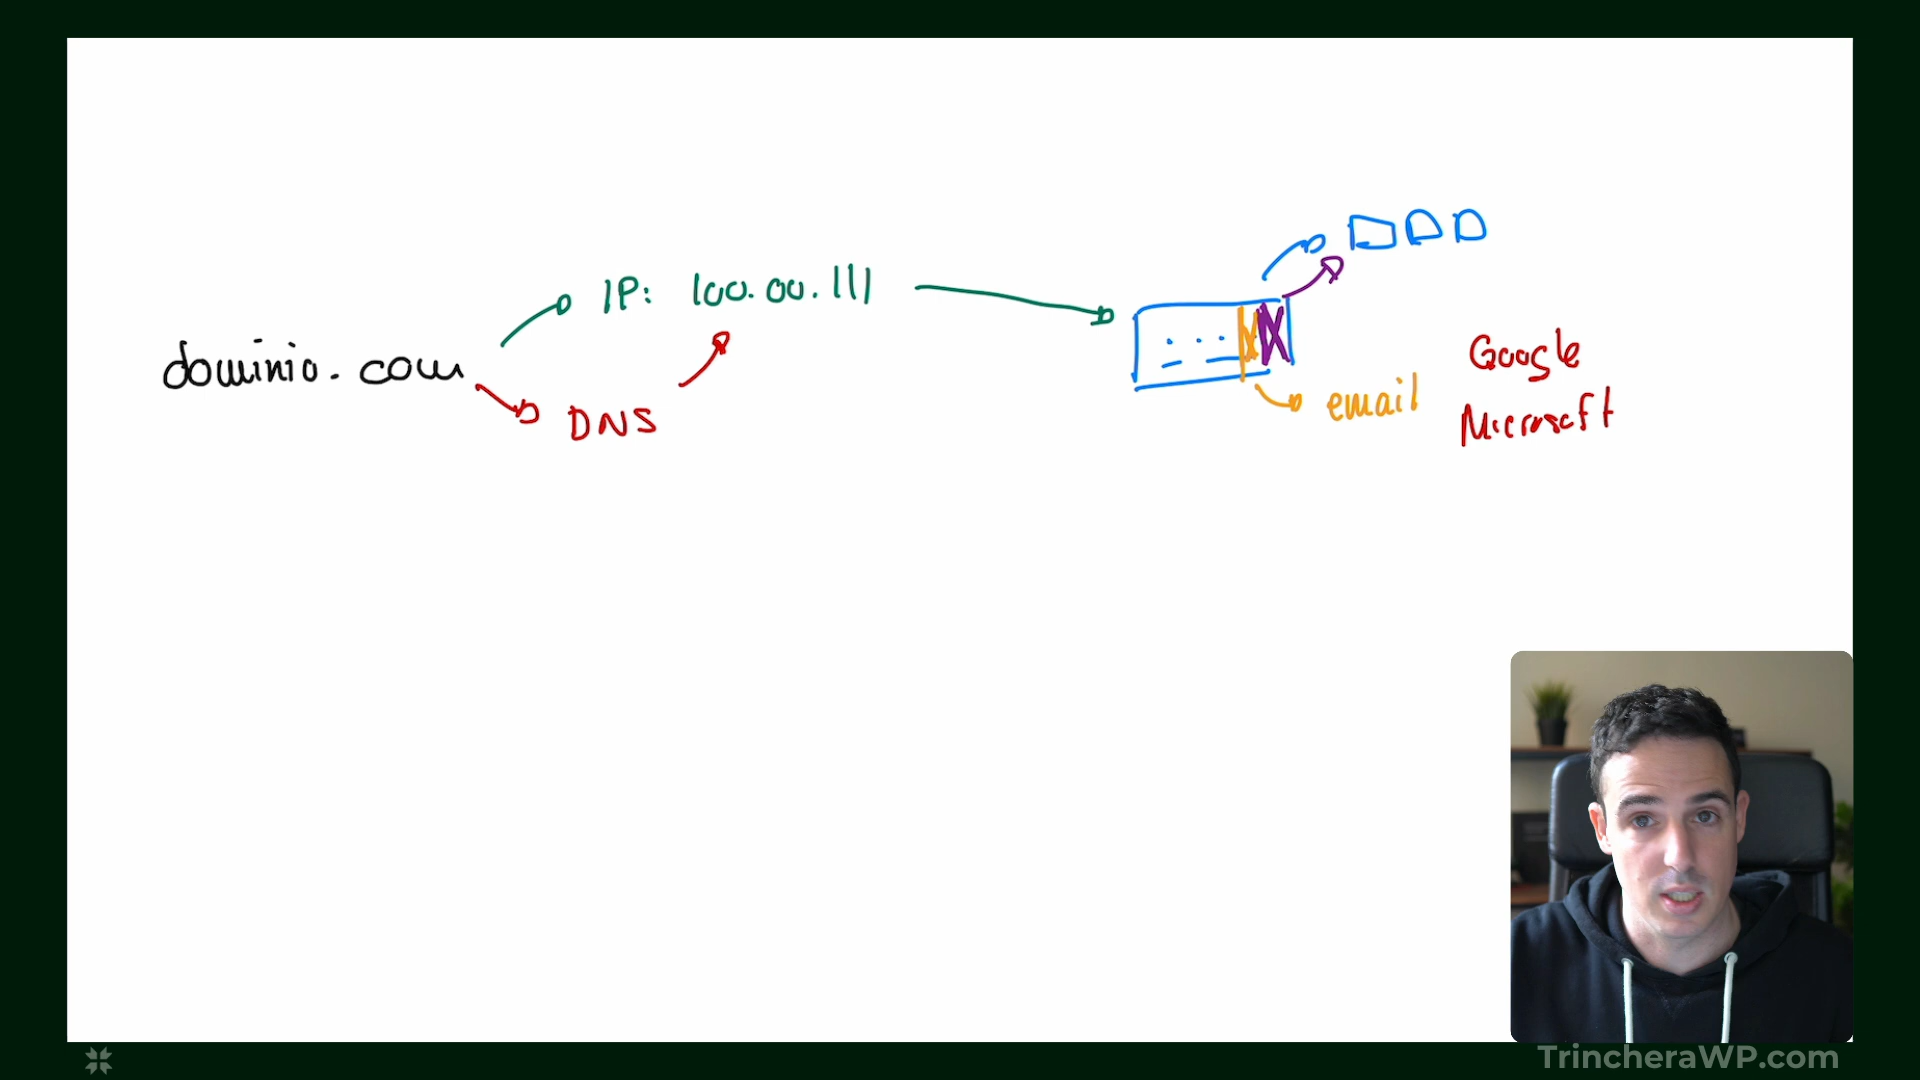 dominio.com
IP: 100.00.111
DNS
email
Google
Microsoft
TrincheraWP.com